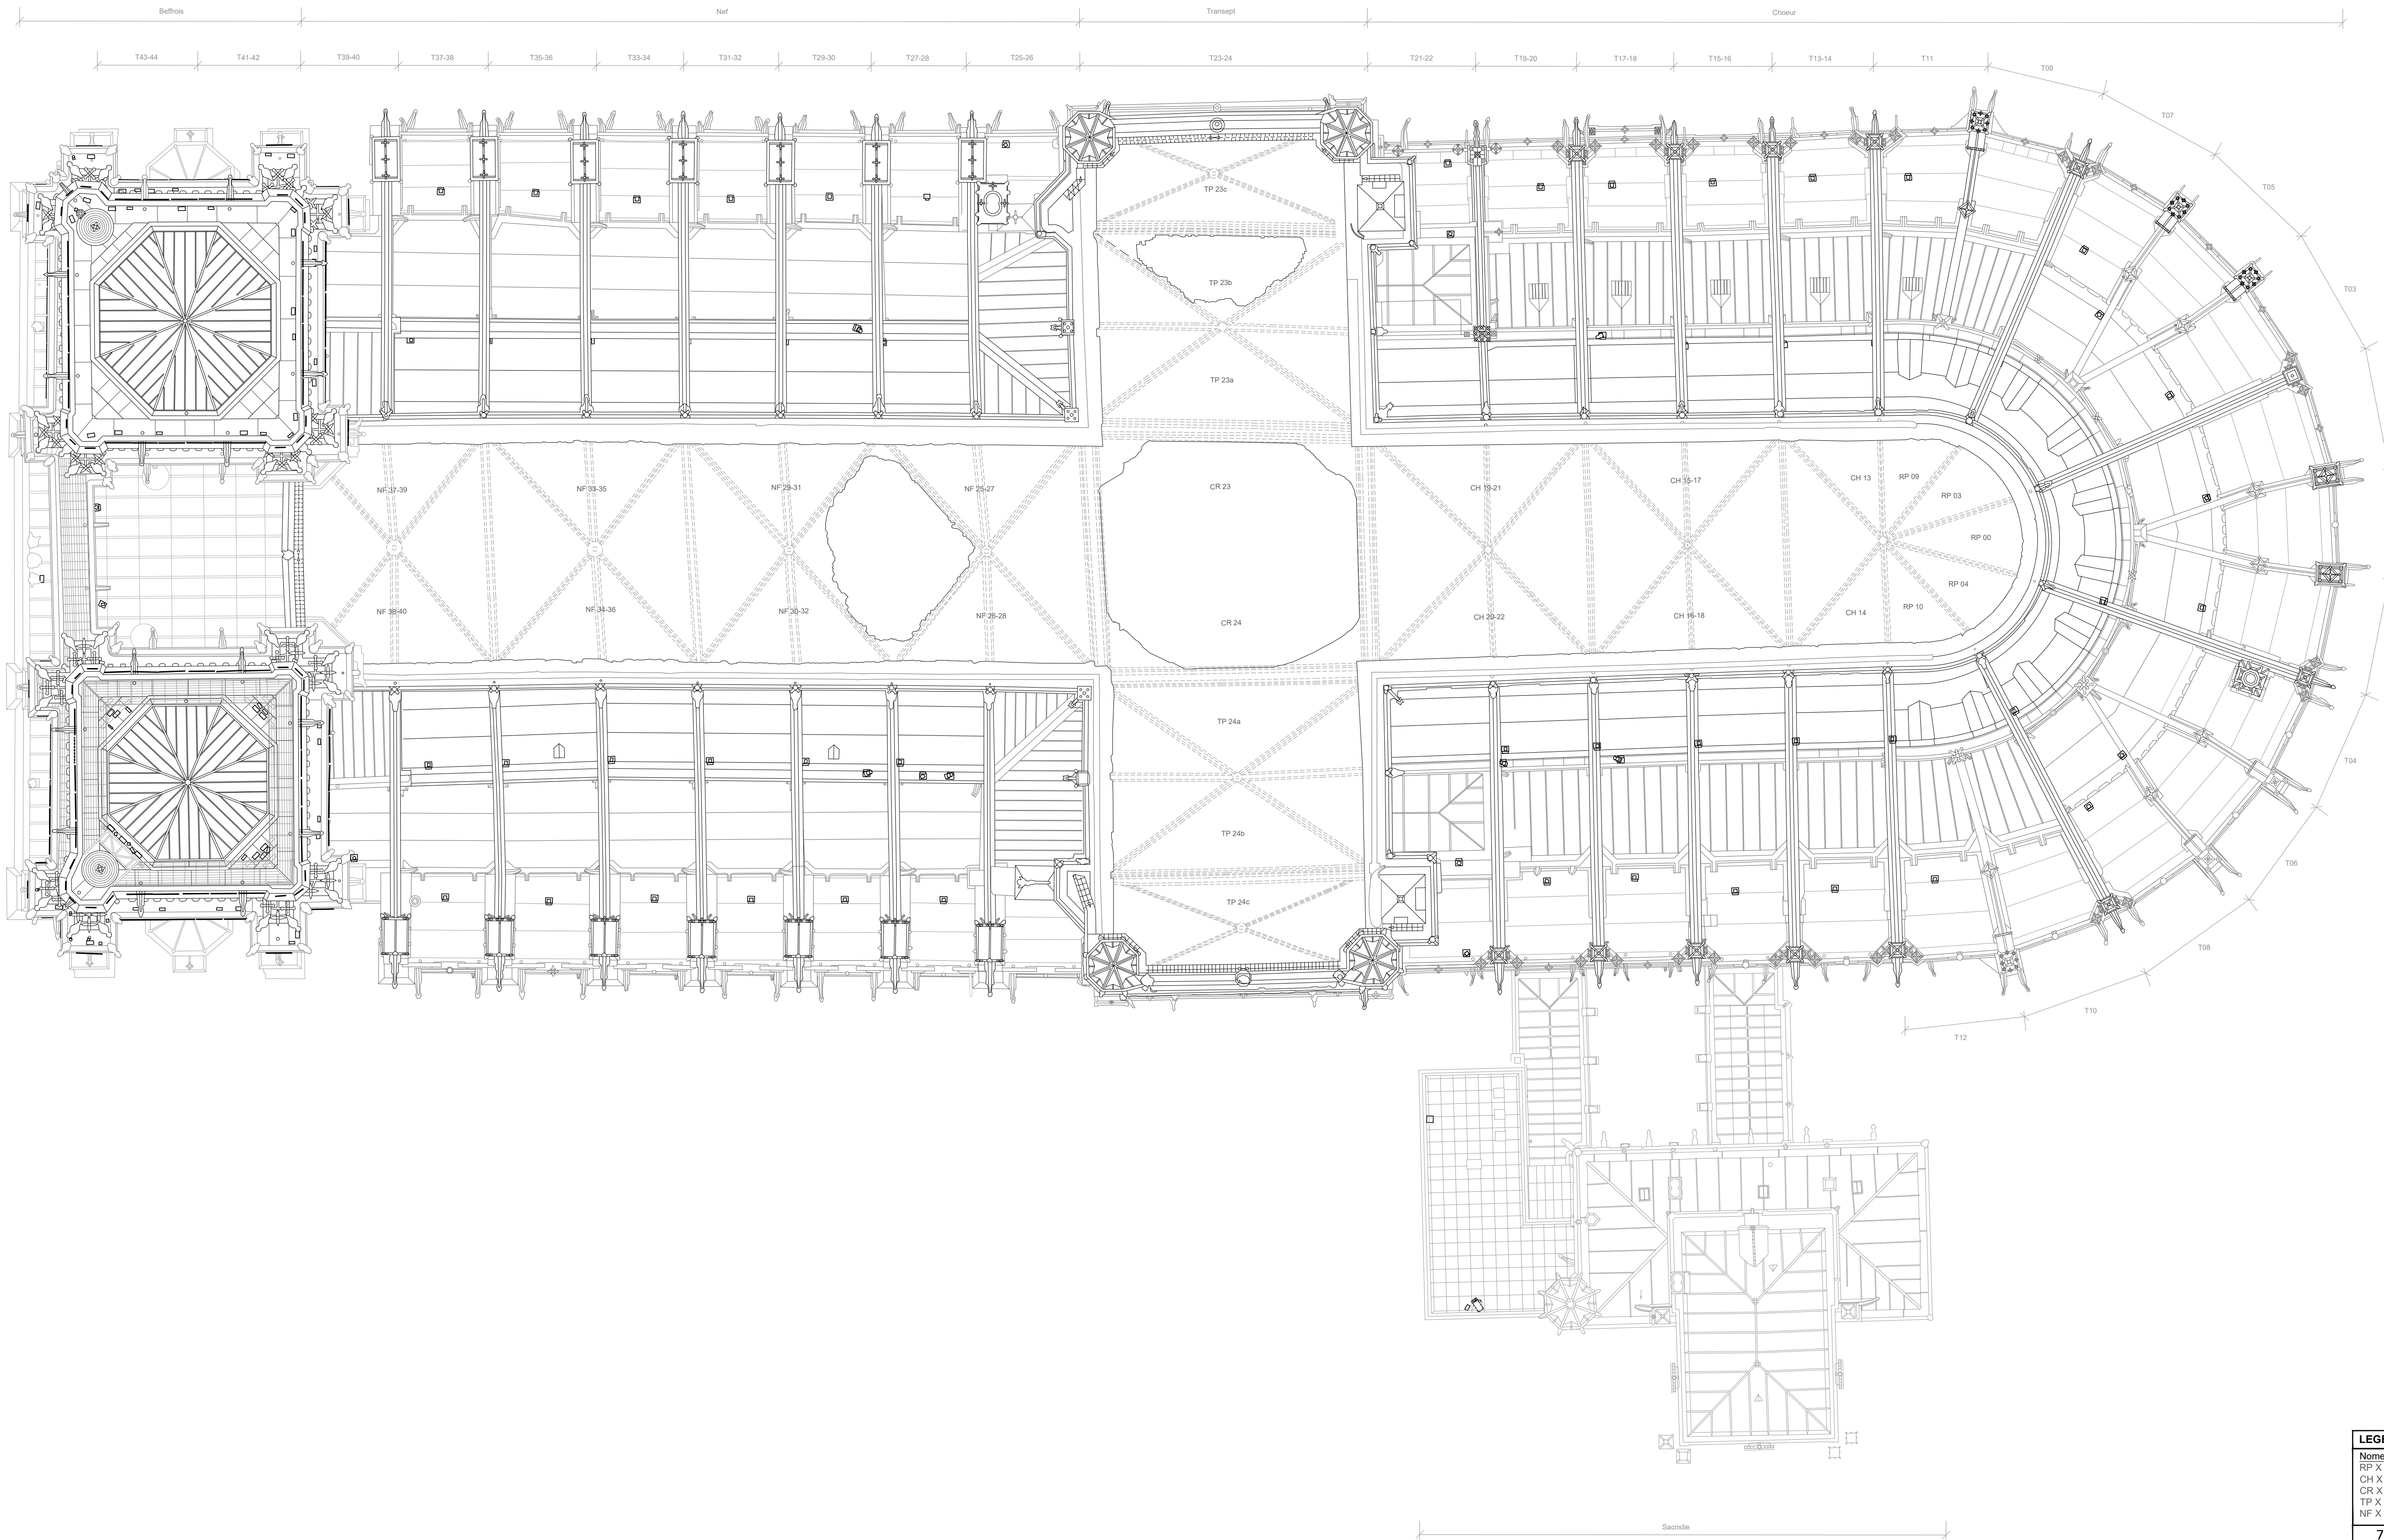 Beffrois Nef Transept Choeur
T43-44 T41-42 T39-40 T37-38 T35-36 T33-34 T31-32 T29-30 T27-28 T25-26 T23-24 T21-22 T19-20 T17-18 T15-16 T13-14 T11
T09
T07
T05
T03
TP 23c
TP 23b
TP 23a
NF 37-39 NF 33-35 NF 29-31 NF 25-27 CR 23 CH 19-21 CH 15-17 CH 13 RP 09
RP 03
RP 00
RP 04
NF 38-40 NF 34-36 NF 30-32 NF 26-28 CR 24 CH 20-22 CH 16-18 CH 14 RP 10
TP 24a
TP 24b
TP 24c
T04
T06
T08
T10
T12
Sacristie
RP X
CH X
CR X
TP X
NF X
7